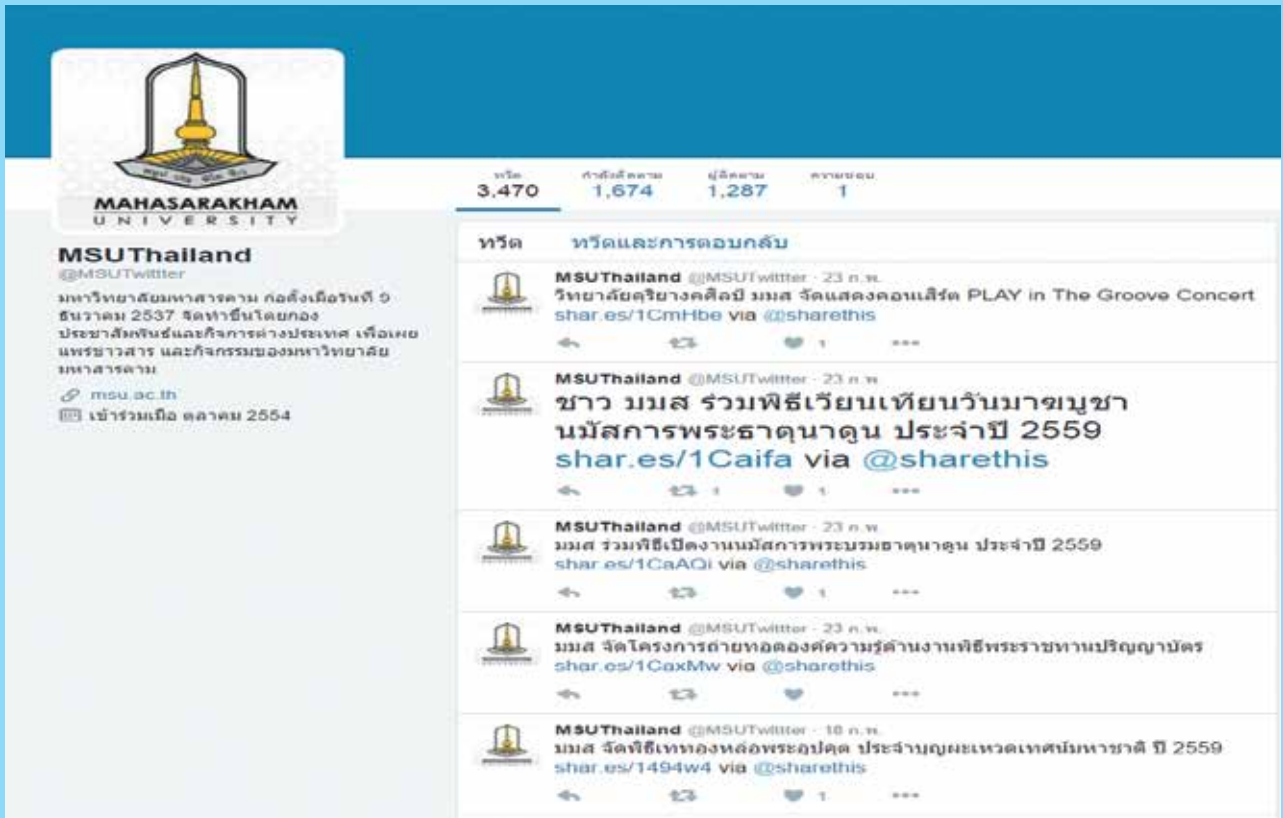 MAHASARAKHAM
UNIVERSITY
MSUThailand
@MSUTwittter
มหาวิทยาลัยมหาสารคาม ก่อตั้งเมื่อวันที่ 9
ธันวาคม 2537 จัดทำขึ้นโดยกอง
ประชาสัมพันธ์และกิจการต่างประเทศ เพื่อเผย
แพร่ข่าวสาร และกิจกรรมของมหาวิทยาลัย
มหาสารคาม
msu.ac.th
เข้าร่วมเมื่อ ตุลาคม 2554
ทวีต กำลังติดตาม ผู้ติดตาม ความชอบ
3,470 1,674 1,287 1
ทวีต ทวีตและการตอบกลับ
MSUThailand @MSUTwittter · 23 ก.พ.
วิทยาลัยดุริยางคศิลป์ มมส จัดแสดงคอนเสิร์ต PLAY in The Groove Concert
shar.es/1CmHbe via @sharethis
1
MSUThailand @MSUTwittter · 23 ก.พ.
ชาว มมส ร่วมพิธีเวียนเทียนวันมาฆบูชา
นมัสการพระธาตุนาดูน ประจำปี 2559
shar.es/1Caifa via @sharethis
1 1
MSUThailand @MSUTwittter · 23 ก.พ.
มมส ร่วมพิธีเปิดงานนมัสการพระบรมธาตุนาดูน ประจำปี 2559
shar.es/1CaAQi via @sharethis
1
MSUThailand @MSUTwittter · 23 ก.พ.
มมส จัดโครงการถ่ายทอดองค์ความรู้ด้านงานพิธีพระราชทานปริญญาบัตร
shar.es/1CaxMw via @sharethis
MSUThailand @MSUTwittter · 18 ก.พ.
มมส จัดพิธีเททองหล่อพระอุปคุต ประจำบุญผะเหวดเทศน์มหาชาติ ปี 2559
shar.es/1494w4 via @sharethis
1